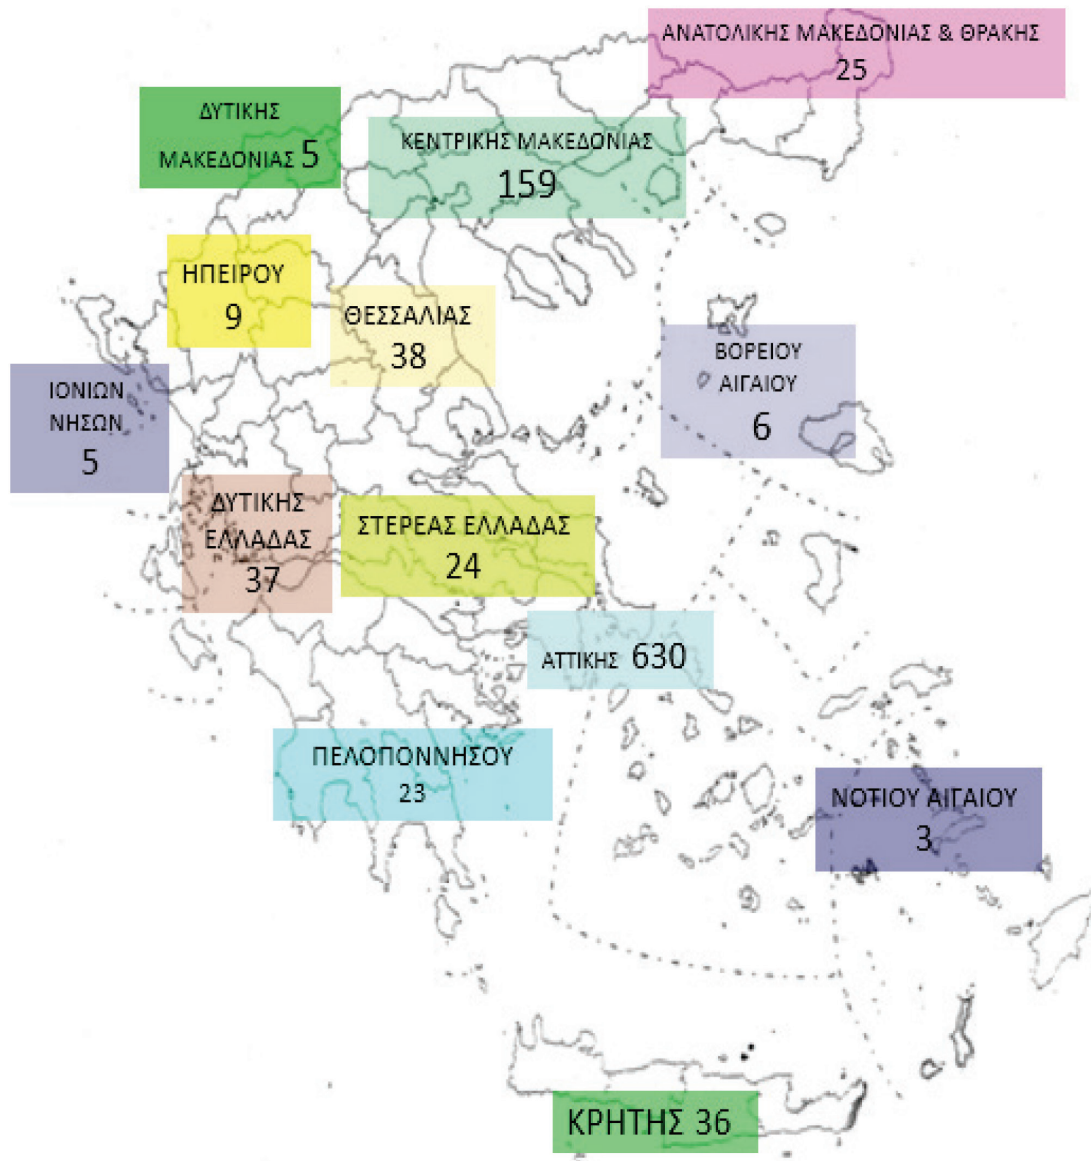 ΑΝΑΤΟΛΙΚΗΣ ΜΑΚΕΔΟΝΙΑΣ & ΘΡΑΚΗΣ
25
ΔΥΤΙΚΗΣ
ΜΑΚΕΔΟΝΙΑΣ 5
ΚΕΝΤΡΙΚΗΣ ΜΑΚΕΔΟΝΙΑΣ
159
ΗΠΕΙΡΟΥ
9
ΘΕΣΣΑΛΙΑΣ
38
ΒΟΡΕΙΟΥ
ΑΙΓΑΙΟΥ
6
ΙΟΝΙΩΝ
ΝΗΣΩΝ
5
ΔΥΤΙΚΗΣ
ΕΛΛΑΔΑΣ
37
ΣΤΕΡΕΑΣ ΕΛΛΑΔΑΣ
24
ΑΤΤΙΚΗΣ 630
ΠΕΛΟΠΟΝΝΗΣΟΥ
23
ΝΟΤΙΟΥ ΑΙΓΑΙΟΥ
3
ΚΡΗΤΗΣ 36